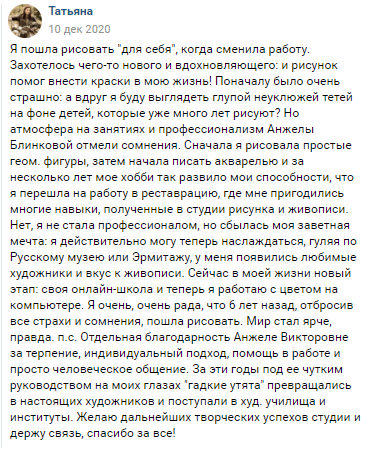 Татьяна
10 дек 2020
Я пошла рисовать "для себя", когда сменила работу.
Захотелось чего-то нового и вдохновляющего: и рисунок
помог внести краски в мою жизнь! Поначалу было очень
страшно: а вдруг я буду выглядеть глупой неуклюжей тетей
на фоне детей, которые уже много лет рисуют? Но
атмосфера на занятиях и профессионализм Анжелы
Блинковой отмели сомнения. Сначала я рисовала простые
геом. фигуры, затем начала писать акварелью и за
несколько лет мое хобби так развило мои способности, что
я перешла на работу в реставрацию, где мне пригодились
многие навыки, полученные в студии рисунка и живописи.
Нет, я не стала профессионалом, но сбылась моя заветная
мечта: я действительно могу теперь наслаждаться, гуляя по
Русскому музею или Эрмитажу, у меня появились любимые
художники и вкус к живописи. Сейчас в моей жизни новый
этап: своя онлайн-школа и теперь я работаю с цветом на
компьютере. Я очень, очень рада, что 6 лет назад, отбросив
все страхи и сомнения, пошла рисовать. Мир стал ярче,
правда. п.с. Отдельная благодарность Анжеле Викторовне
за терпение, индивидуальный подход, помощь в работе и
просто человеческое общение. За эти годы под ее чутким
руководством на моих глазах "гадкие утята" превращались
в настоящих художников и поступали в худ. училища и
институты. Желаю дальнейших творческих успехов студии и
держу связь, спасибо за все!